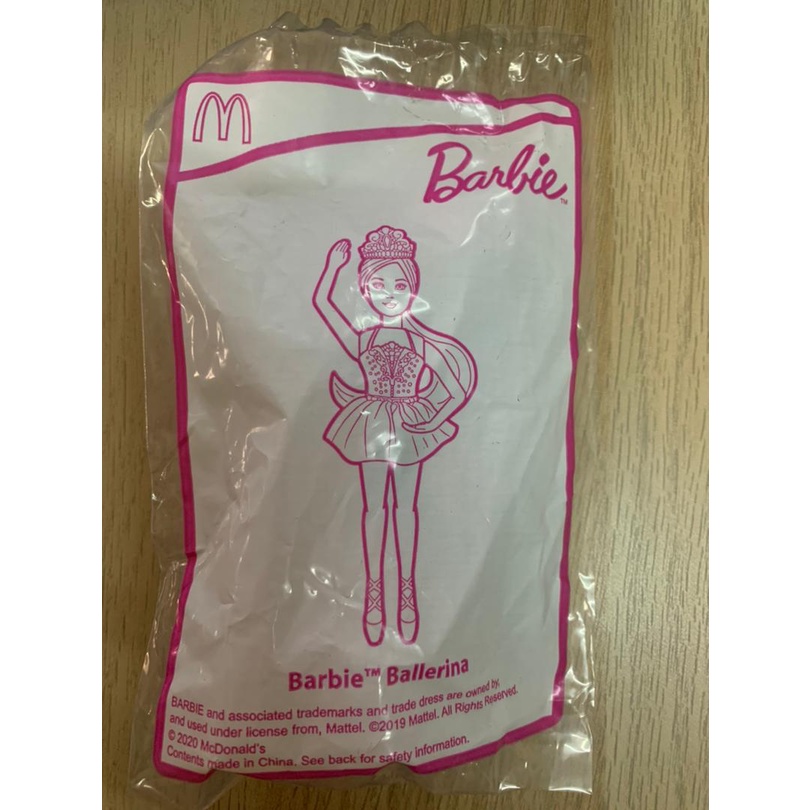 M
Barbie™
Barbie™ Ballerina
BARBIE and associated trademarks and trade dress are owned by,
and used under license from, Mattel. ©2019 Mattel. All Rights Reserved.
© 2020 McDonald's
Contents made in China. See back for safety information.